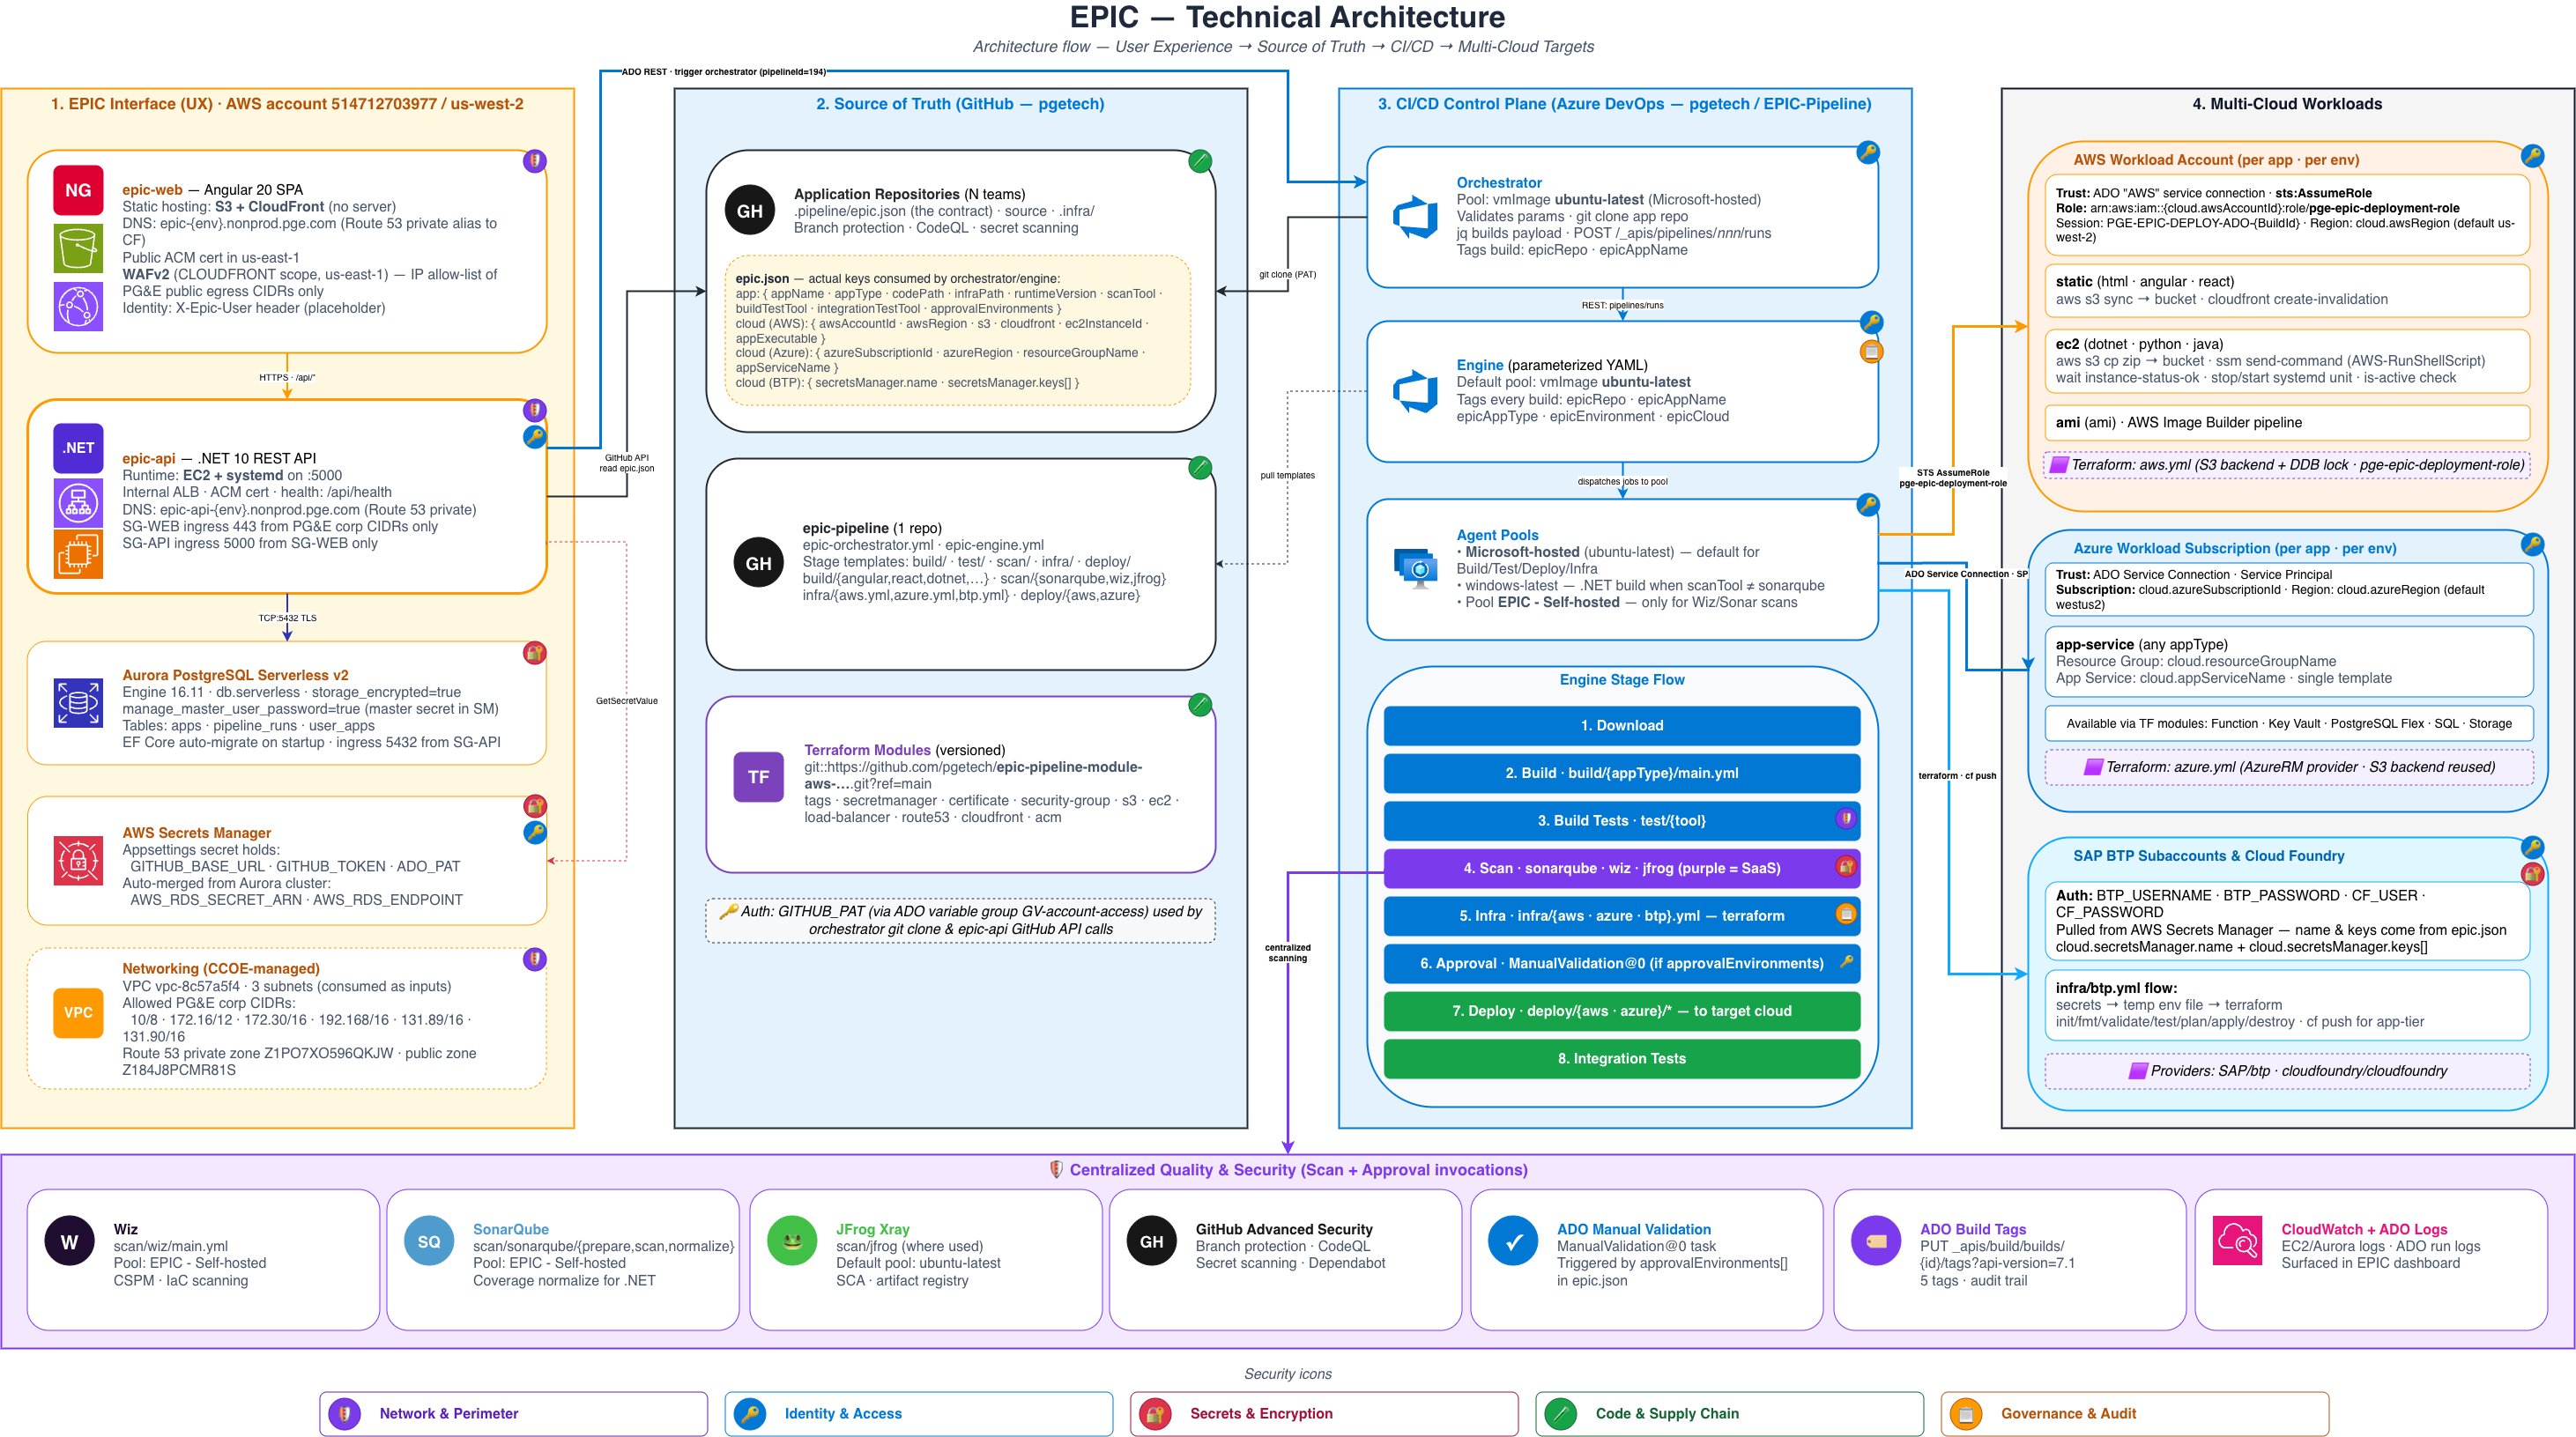 EPIC — Technical Architecture
Architecture flow — User Experience → Source of Truth → CI/CD → Multi-Cloud Targets
ADO REST · trigger orchestrator (pipelineId=194)
1. EPIC Interface (UX) · AWS account 514712703977 / us-west-2
NG
epic-web — Angular 20 SPA
Static hosting: S3 + CloudFront (no server)
DNS: epic-{env}.nonprod.pge.com (Route 53 private alias to
CF)
Public ACM cert in us-east-1
WAFv2 (CLOUDFRONT scope, us-east-1) — IP allow-list of
PG&E public egress CIDRs only
Identity: X-Epic-User header (placeholder)
HTTPS · /api/*
.NET
epic-api — .NET 10 REST API
Runtime: EC2 + systemd on :5000
Internal ALB · ACM cert · health: /api/health
DNS: epic-api-{env}.nonprod.pge.com (Route 53 private)
SG-WEB ingress 443 from PG&E corp CIDRs only
SG-API ingress 5000 from SG-WEB only
TCP:5432 TLS
Aurora PostgreSQL Serverless v2
Engine 16.11 · db.serverless · storage_encrypted=true
manage_master_user_password=true (master secret in SM)
Tables: apps · pipeline_runs · user_apps
EF Core auto-migrate on startup · ingress 5432 from SG-API
AWS Secrets Manager
Appsettings secret holds:
GITHUB_BASE_URL · GITHUB_TOKEN · ADO_PAT
Auto-merged from Aurora cluster:
AWS_RDS_SECRET_ARN · AWS_RDS_ENDPOINT
VPC
Networking (CCOE-managed)
VPC vpc-8c57a5f4 · 3 subnets (consumed as inputs)
Allowed PG&E corp CIDRs:
10/8 · 172.16/12 · 172.30/16 · 192.168/16 · 131.89/16 ·
131.90/16
Route 53 private zone Z1PO7XO596QKJW · public zone
Z184J8PCMR81S
GitHub API
read epic.json
GetSecretValue
2. Source of Truth (GitHub — pgetech)
GH
Application Repositories (N teams)
.pipeline/epic.json (the contract) · source · .infra/
Branch protection · CodeQL · secret scanning
epic.json — actual keys consumed by orchestrator/engine:
app: { appName · appType · codePath · infraPath · runtimeVersion · scanTool ·
buildTestTool · integrationTestTool · approvalEnvironments }
cloud (AWS): { awsAccountId · awsRegion · s3 · cloudfront · ec2InstanceId ·
appExecutable }
cloud (Azure): { azureSubscriptionId · azureRegion · resourceGroupName ·
appServiceName }
cloud (BTP): { secretsManager.name · secretsManager.keys[] }
GH
epic-pipeline (1 repo)
epic-orchestrator.yml · epic-engine.yml
Stage templates: build/ · test/ · scan/ · infra/ · deploy/
build/{angular,react,dotnet,…} · scan/{sonarqube,wiz,jfrog}
infra/{aws.yml,azure.yml,btp.yml} · deploy/{aws,azure}
TF
Terraform Modules (versioned)
git::https://github.com/pgetech/epic-pipeline-module-
aws-….git?ref=main
tags · secretmanager · certificate · security-group · s3 · ec2 ·
load-balancer · route53 · cloudfront · acm
🔑 Auth: GITHUB_PAT (via ADO variable group GV-account-access) used by
orchestrator git clone & epic-api GitHub API calls
git clone (PAT)
pull templates
centralized
scanning
3. CI/CD Control Plane (Azure DevOps — pgetech / EPIC-Pipeline)
Orchestrator
Pool: vmImage ubuntu-latest (Microsoft-hosted)
Validates params · git clone app repo
jq builds payload · POST /_apis/pipelines/nnn/runs
Tags build: epicRepo · epicAppName
REST: pipelines/runs
Engine (parameterized YAML)
Default pool: vmImage ubuntu-latest
Tags every build: epicRepo · epicAppName
epicAppType · epicEnvironment · epicCloud
dispatches jobs to pool
Agent Pools
• Microsoft-hosted (ubuntu-latest) — default for
Build/Test/Deploy/Infra
• windows-latest — .NET build when scanTool ≠ sonarqube
• Pool EPIC - Self-hosted — only for Wiz/Sonar scans
Engine Stage Flow
1. Download
2. Build · build/{appType}/main.yml
3. Build Tests · test/{tool}
4. Scan · sonarqube · wiz · jfrog (purple = SaaS)
5. Infra · infra/{aws · azure · btp}.yml — terraform
6. Approval · ManualValidation@0 (if approvalEnvironments)
7. Deploy · deploy/{aws · azure}/* — to target cloud
8. Integration Tests
STS AssumeRole
pge-epic-deployment-role
ADO Service Connection · SP
terraform · cf push
4. Multi-Cloud Workloads
AWS Workload Account (per app · per env)
Trust: ADO "AWS" service connection · sts:AssumeRole
Role: arn:aws:iam::{cloud.awsAccountId}:role/pge-epic-deployment-role
Session: PGE-EPIC-DEPLOY-ADO-{BuildId} · Region: cloud.awsRegion (default us-
west-2)
static (html · angular · react)
aws s3 sync → bucket · cloudfront create-invalidation
ec2 (dotnet · python · java)
aws s3 cp zip → bucket · ssm send-command (AWS-RunShellScript)
wait instance-status-ok · stop/start systemd unit · is-active check
ami (ami) · AWS Image Builder pipeline
🟪 Terraform: aws.yml (S3 backend + DDB lock · pge-epic-deployment-role)
Azure Workload Subscription (per app · per env)
Trust: ADO Service Connection · Service Principal
Subscription: cloud.azureSubscriptionId · Region: cloud.azureRegion (default
westus2)
app-service (any appType)
Resource Group: cloud.resourceGroupName
App Service: cloud.appServiceName · single template
Available via TF modules: Function · Key Vault · PostgreSQL Flex · SQL · Storage
🟪 Terraform: azure.yml (AzureRM provider · S3 backend reused)
SAP BTP Subaccounts & Cloud Foundry
Auth: BTP_USERNAME · BTP_PASSWORD · CF_USER ·
CF_PASSWORD
Pulled from AWS Secrets Manager — name & keys come from epic.json
cloud.secretsManager.name + cloud.secretsManager.keys[]
infra/btp.yml flow:
secrets → temp env file → terraform
init/fmt/validate/test/plan/apply/destroy · cf push for app-tier
🟪 Providers: SAP/btp · cloudfoundry/cloudfoundry
Centralized Quality & Security (Scan + Approval invocations)
W
Wiz
scan/wiz/main.yml
Pool: EPIC - Self-hosted
CSPM · IaC scanning
SQ
SonarQube
scan/sonarqube/{prepare,scan,normalize}
Pool: EPIC - Self-hosted
Coverage normalize for .NET
JFrog Xray
scan/jfrog (where used)
Default pool: ubuntu-latest
SCA · artifact registry
GH
GitHub Advanced Security
Branch protection · CodeQL
Secret scanning · Dependabot
ADO Manual Validation
ManualValidation@0 task
Triggered by approvalEnvironments[]
in epic.json
ADO Build Tags
PUT _apis/build/builds/
{id}/tags?api-version=7.1
5 tags · audit trail
CloudWatch + ADO Logs
EC2/Aurora logs · ADO run logs
Surfaced in EPIC dashboard
Security icons
Network & Perimeter
Identity & Access
Secrets & Encryption
Code & Supply Chain
Governance & Audit